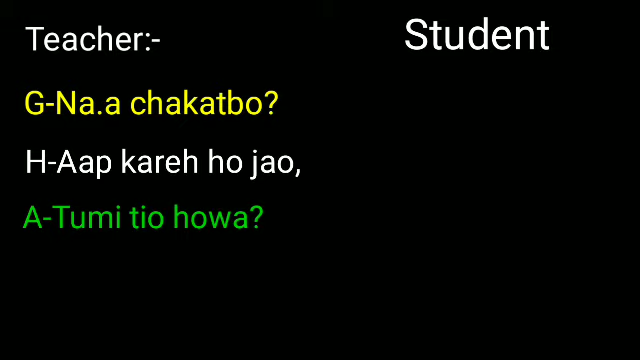 Teacher:-
Student
G-Na.a chakatbo?
H-Aap kareh ho jao,
A-Tumi tio howa?